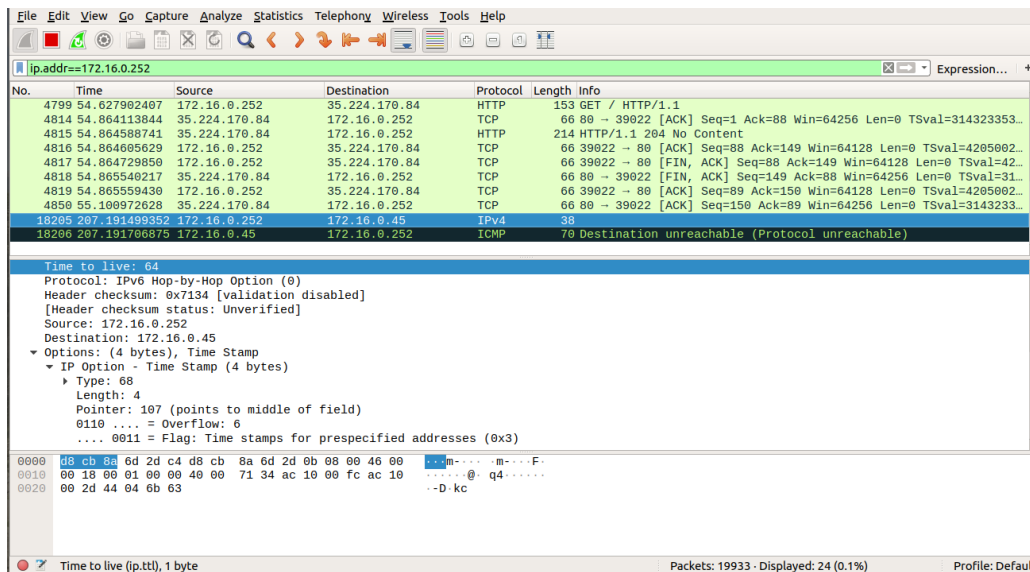 File Edit View Go Capture Analyze Statistics Telephony Wireless Tools Help
ip.addr==172.16.0.252 Expression... +
No. Time Source Destination Protocol Length Info
4799 54.627902407 172.16.0.252 35.224.170.84 HTTP 153 GET / HTTP/1.1
4814 54.864113844 35.224.170.84 172.16.0.252 TCP 66 80 → 39022 [ACK] Seq=1 Ack=88 Win=64256 Len=0 TSval=314323353…
4815 54.864588741 35.224.170.84 172.16.0.252 HTTP 214 HTTP/1.1 204 No Content
4816 54.864605629 172.16.0.252 35.224.170.84 TCP 66 39022 → 80 [ACK] Seq=88 Ack=149 Win=64128 Len=0 TSval=4205002…
4817 54.864729850 172.16.0.252 35.224.170.84 TCP 66 39022 → 80 [FIN, ACK] Seq=88 Ack=149 Win=64128 Len=0 TSval=42…
4818 54.865540217 35.224.170.84 172.16.0.252 TCP 66 80 → 39022 [FIN, ACK] Seq=149 Ack=88 Win=64256 Len=0 TSval=31…
4819 54.865559430 172.16.0.252 35.224.170.84 TCP 66 39022 → 80 [ACK] Seq=89 Ack=150 Win=64128 Len=0 TSval=4205002…
4850 55.100972628 35.224.170.84 172.16.0.252 TCP 66 80 → 39022 [ACK] Seq=150 Ack=89 Win=64256 Len=0 TSval=3143233…
18205 207.191499352 172.16.0.252 172.16.0.45 IPv4 38
18206 207.191706875 172.16.0.45 172.16.0.252 ICMP 70 Destination unreachable (Protocol unreachable)
Time to live: 64
Protocol: IPv6 Hop-by-Hop Option (0)
Header checksum: 0x7134 [validation disabled]
[Header checksum status: Unverified]
Source: 172.16.0.252
Destination: 172.16.0.45
Options: (4 bytes), Time Stamp
IP Option - Time Stamp (4 bytes)
Type: 68
Length: 4
Pointer: 107 (points to middle of field)
0110 .... = Overflow: 6
.... 0011 = Flag: Time stamps for prespecified addresses (0x3)
0000 d8 cb 8a 6d 2d c4 d8 cb 8a 6d 2d 0b 08 00 46 00 ···m-··· ·m-···F·
0010 00 18 00 01 00 00 40 00 71 34 ac 10 00 fc ac 10 ······@· q4······
0020 00 2d 44 04 6b 63 ·-D·kc
Time to live (ip.ttl), 1 byte Packets: 19933 · Displayed: 24 (0.1%) Profile: Defau